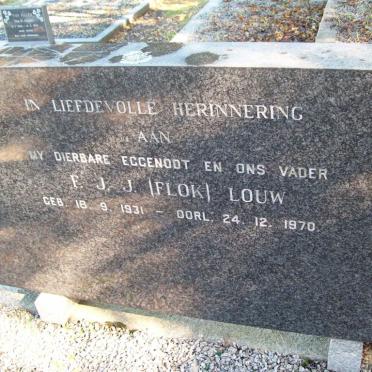 IN LIEFDEVOLLE HERINNERING
AAN
MY DIERBARE EGGENOOT EN ONS VADER
F. J. J. (FLOK) LOUW
GEB. 18. 9. 1931 – OORL. 24. 12. 1970.